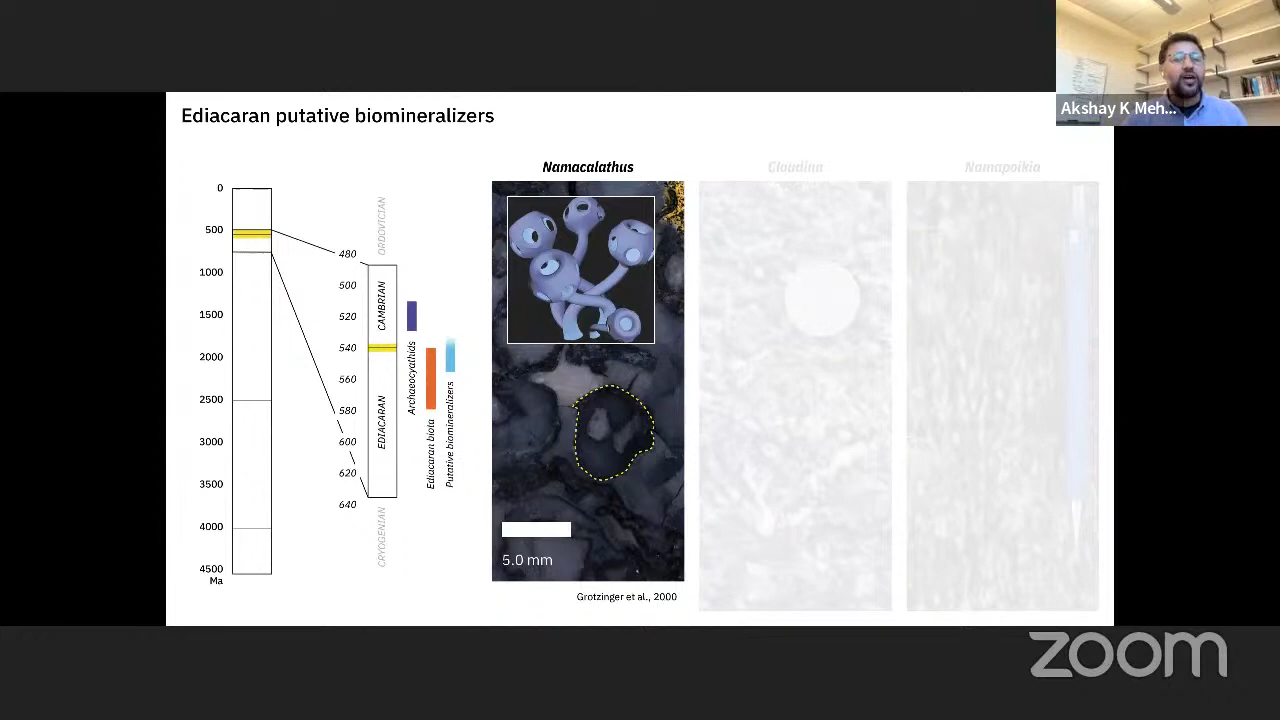 Akshay K Meh...
Ediacaran putative biomineralizers
Namacalathus
Cloudina
Namapoikia
0
500
1000
1500
2000
2500
3000
3500
4000
4500
Ma
480
500
520
540
560
580
600
620
640
ORDOVICIAN
CAMBRIAN
EDIACARAN
CRYOGENIAN
Archaeocyathids
Ediacaran biota
Putative biomineralizers
5.0 mm
Grotzinger et al., 2000
zoom